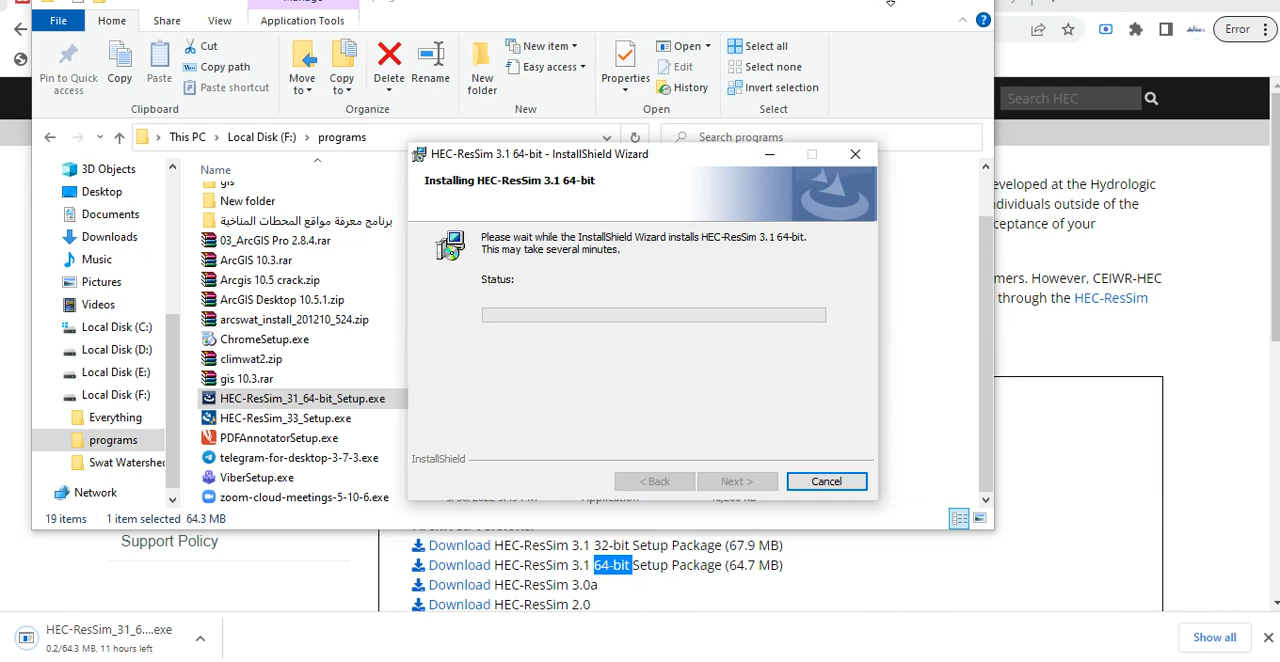 File
Home
Share
View
Application Tools
Error
Pin to Quick access
Copy
Paste
Cut
Copy path
Paste shortcut
Clipboard
Move to
Copy to
Delete
Rename
Organize
New folder
New item
Easy access
New
Properties
Open
Edit
History
Open
Select all
Select none
Invert selection
Select
Search HEC
This PC > Local Disk (F:) > programs
Search programs
3D Objects
Desktop
Documents
Downloads
Music
Pictures
Videos
Local Disk (C:)
Local Disk (D:)
Local Disk (E:)
Local Disk (F:)
Everything
programs
Swat Watershed
Network
Name
gis
New folder
برنامج معرفة مواقع المحطات المناخية
03_ArcGIS Pro 2.8.4.rar
ArcGIS 10.3.rar
Arcgis 10.5 crack.zip
ArcGIS Desktop 10.5.1.zip
arcswat_install_201210_524.zip
ChromeSetup.exe
climwat2.zip
gis 10.3.rar
HEC-ResSim_31_64-bit_Setup.exe
HEC-ResSim_33_Setup.exe
PDFAnnotatorSetup.exe
telegram-for-desktop-3-7-3.exe
ViberSetup.exe
zoom-cloud-meetings-5-10-6.exe
19 items
1 item selected 64.3 MB
HEC-ResSim 3.1 64-bit - InstallShield Wizard
Installing HEC-ResSim 3.1 64-bit
Please wait while the InstallShield Wizard installs HEC-ResSim 3.1 64-bit.
This may take several minutes.
Status:
InstallShield
< Back
Next >
Cancel
eveloped at the Hydrologic
dividuals outside of the
cceptance of your
mers. However, CEIWR-HEC
through the HEC-ResSim
Support Policy
Download HEC-ResSim 3.1 32-bit Setup Package (67.9 MB)
Download HEC-ResSim 3.1 64-bit Setup Package (64.7 MB)
Download HEC-ResSim 3.0a
Download HEC-ResSim 2.0
HEC-ResSim_31_6....exe
0.2/64.3 MB, 11 hours left
Show all